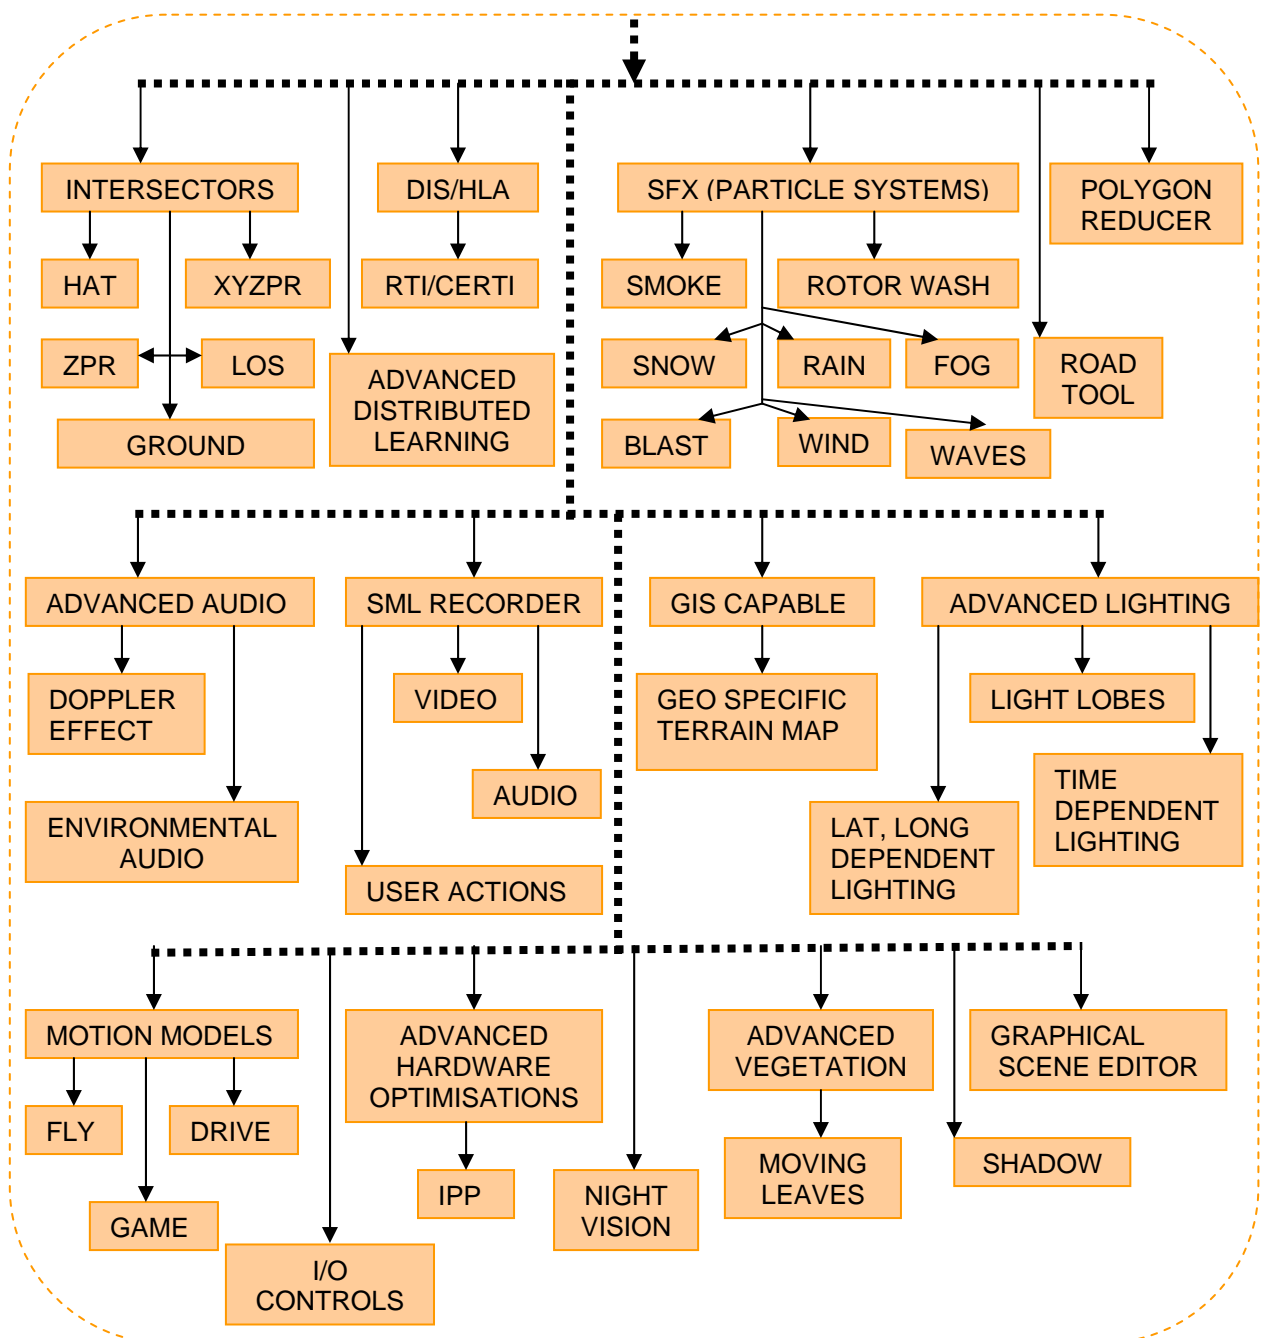 INTERSECTORS
DIS/HLA
SFX (PARTICLE SYSTEMS)
POLYGON
REDUCER
HAT
XYZPR
RTI/CERTI
SMOKE
ROTOR WASH
ZPR
LOS
ADVANCED
DISTRIBUTED
LEARNING
SNOW
RAIN
FOG
ROAD
TOOL
GROUND
BLAST
WIND
WAVES
ADVANCED AUDIO
SML RECORDER
GIS CAPABLE
ADVANCED LIGHTING
DOPPLER
EFFECT
VIDEO
GEO SPECIFIC
TERRAIN MAP
LIGHT LOBES
AUDIO
TIME
DEPENDENT
LIGHTING
ENVIRONMENTAL
AUDIO
LAT, LONG
DEPENDENT
LIGHTING
USER ACTIONS
MOTION MODELS
ADVANCED
HARDWARE
OPTIMISATIONS
ADVANCED
VEGETATION
GRAPHICAL
SCENE EDITOR
FLY
DRIVE
IPP
NIGHT
VISION
MOVING
LEAVES
SHADOW
GAME
I/O
CONTROLS